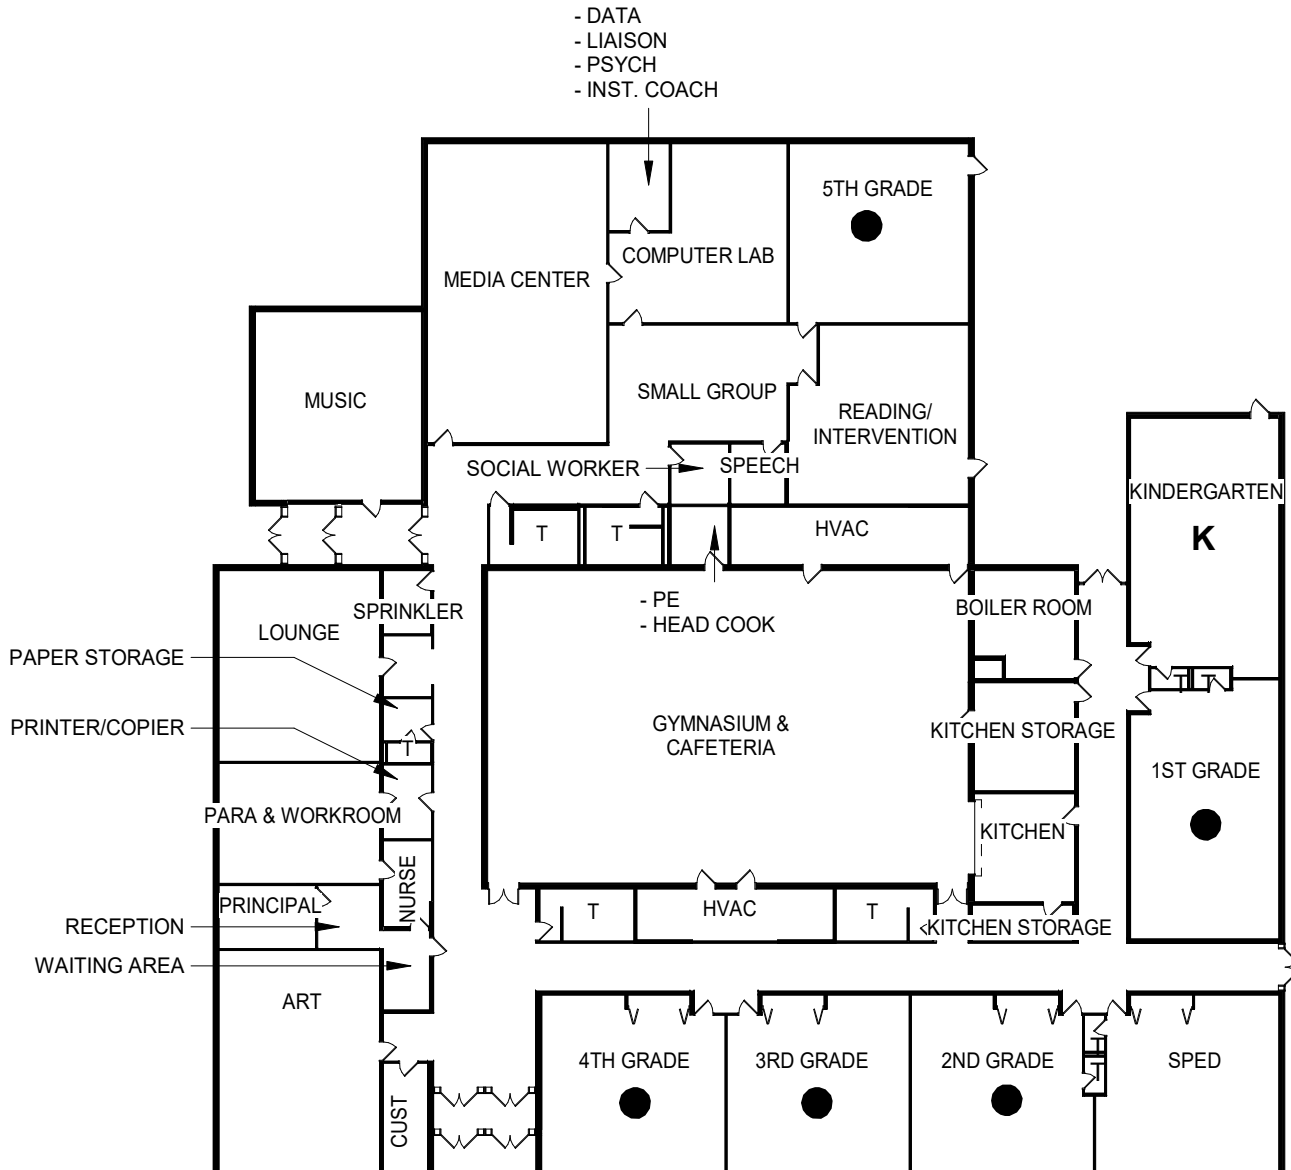 - DATA
- LIAISON
- PSYCH
- INST. COACH
5TH GRADE
COMPUTER LAB
MEDIA CENTER
MUSIC
SMALL GROUP
READING/
INTERVENTION
SOCIAL WORKER
SPEECH
KINDERGARTEN
K
T
T
HVAC
- PE
- HEAD COOK
BOILER ROOM
SPRINKLER
LOUNGE
PAPER STORAGE
T
T
PRINTER/COPIER
T
GYMNASIUM &
CAFETERIA
KITCHEN STORAGE
1ST GRADE
PARA & WORKROOM
KITCHEN
NURSE
PRINCIPAL
T
HVAC
T
RECEPTION
KITCHEN STORAGE
WAITING AREA
ART
4TH GRADE
3RD GRADE
2ND GRADE
T
T
SPED
CUST